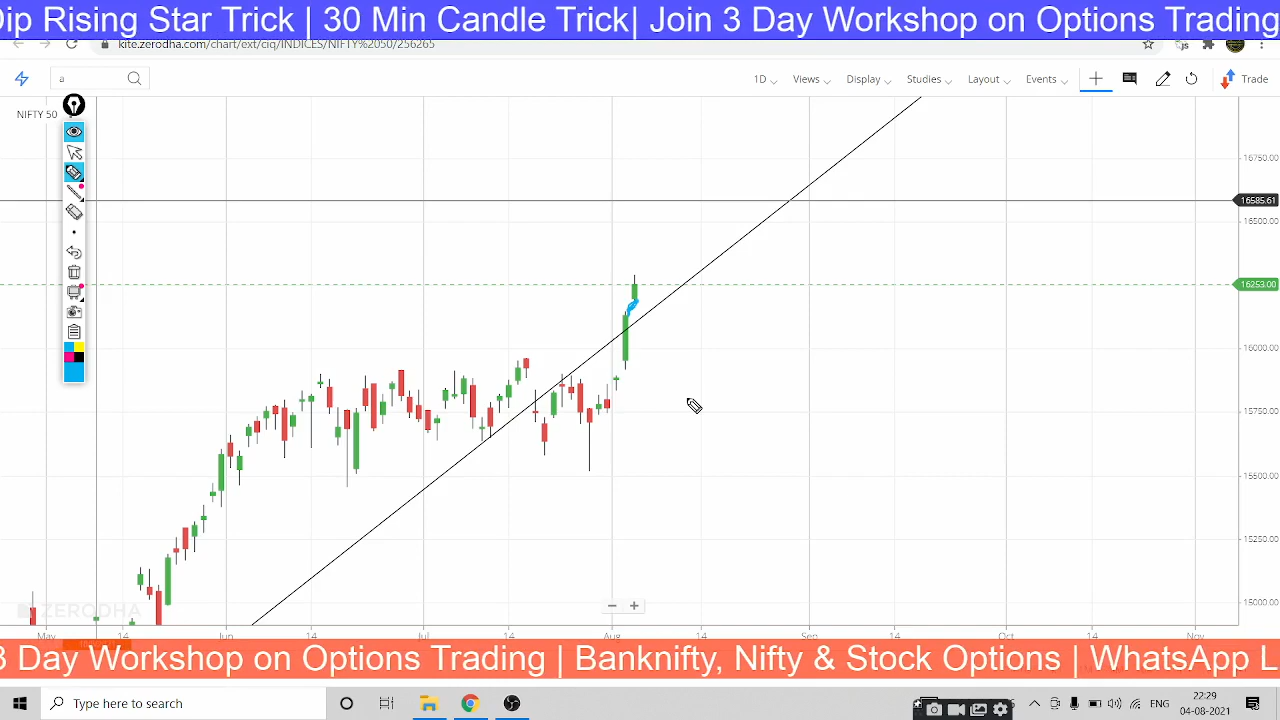 Dip Rising Star Trick | 30 Min Candle Trick| Join 3 Day Workshop on Options Trading
kite.zerodha.com/chart/ext/ciq/INDICES/NIFTY%2050/256265
a
1D Views Display Studies Layout Events Trade
NIFTY 50
16750.00
16585.61
16500.00
16253.00
16000.00
15750.00
15500.00
15250.00
15000.00
ZERODHA
May 14 Jun 14 Jul 14 Aug 14 Sep 14 Oct 14 Nov
3 Day Workshop on Options Trading | Banknifty, Nifty & Stock Options | WhatsApp L
Type here to search
ENG
22:29
04-08-2021